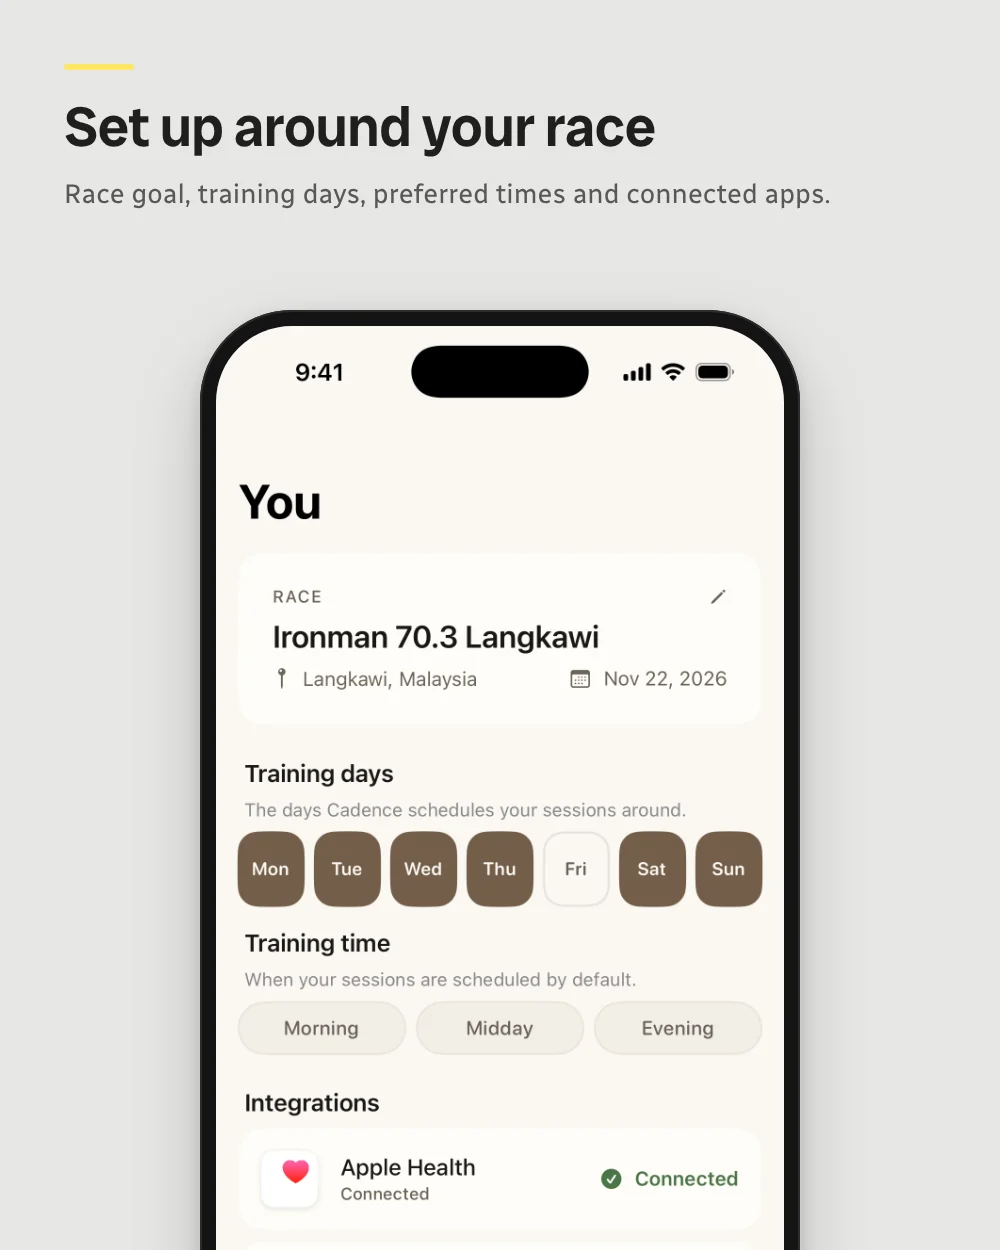 Set up around your race
Race goal, training days, preferred times and connected apps.
9:41
You
RACE
Ironman 70.3 Langkawi
Langkawi, Malaysia
Nov 22, 2026
Training days
The days Cadence schedules your sessions around.
Mon Tue Wed Thu Fri Sat Sun
Training time
When your sessions are scheduled by default.
Morning Midday Evening
Integrations
Apple Health
Connected
Connected